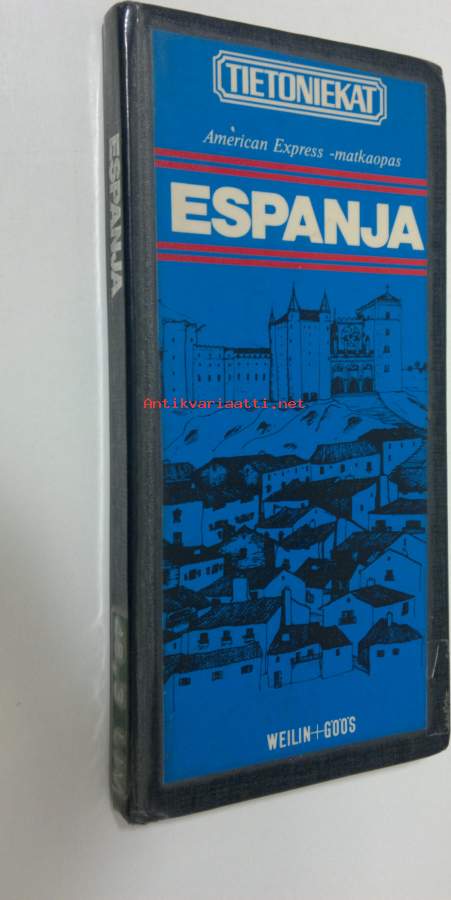 TIETONIEKAT
American Express -matkaopas
ESPANJA
WEILIN+GÖÖS
ESPANJA
Antikvariaatti.net